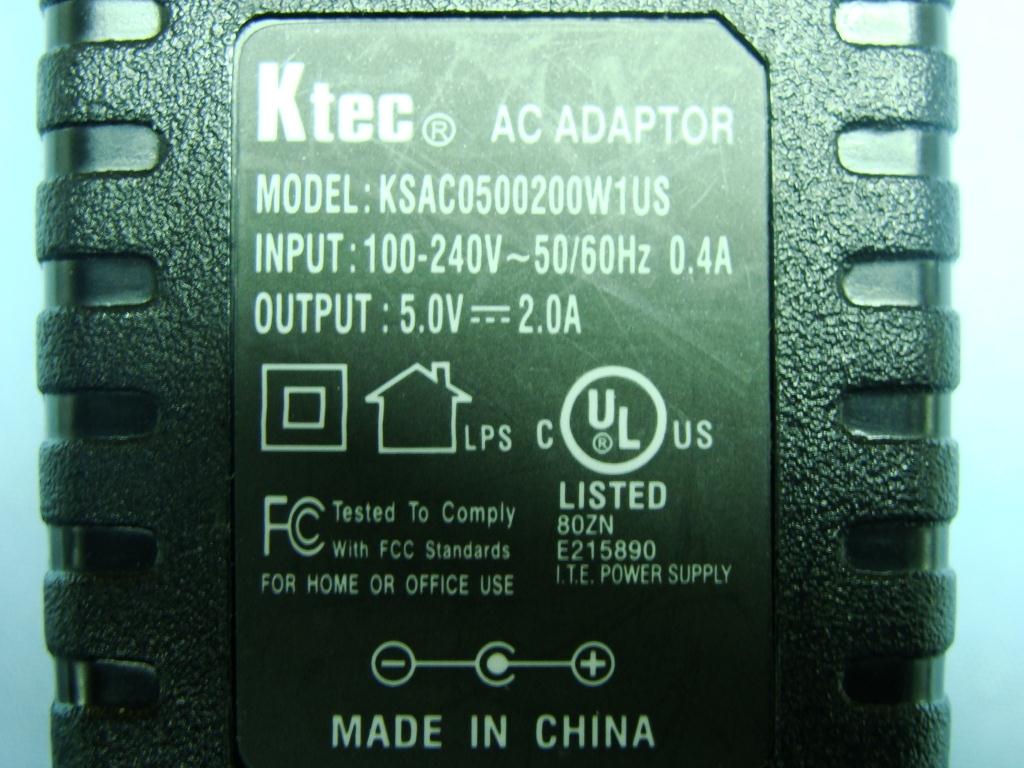 Ktec® AC ADAPTOR
MODEL: KSAC0500200W1US
INPUT: 100-240V~50/60Hz 0.4A
OUTPUT: 5.0V⎓2.0A
LPS
C UL® US
LISTED
80ZN
E215890
I.T.E. POWER SUPPLY
FC Tested To Comply
With FCC Standards
FOR HOME OR OFFICE USE
MADE IN CHINA